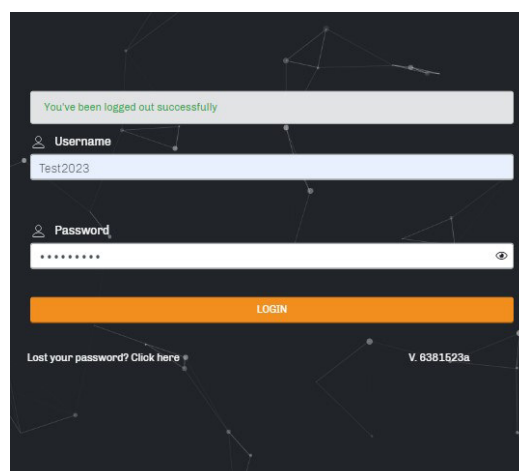 You've been logged out successfully
Username
Test2023
Password
•••••••••
LOGIN
Lost your password? Click here
V. 6381523a